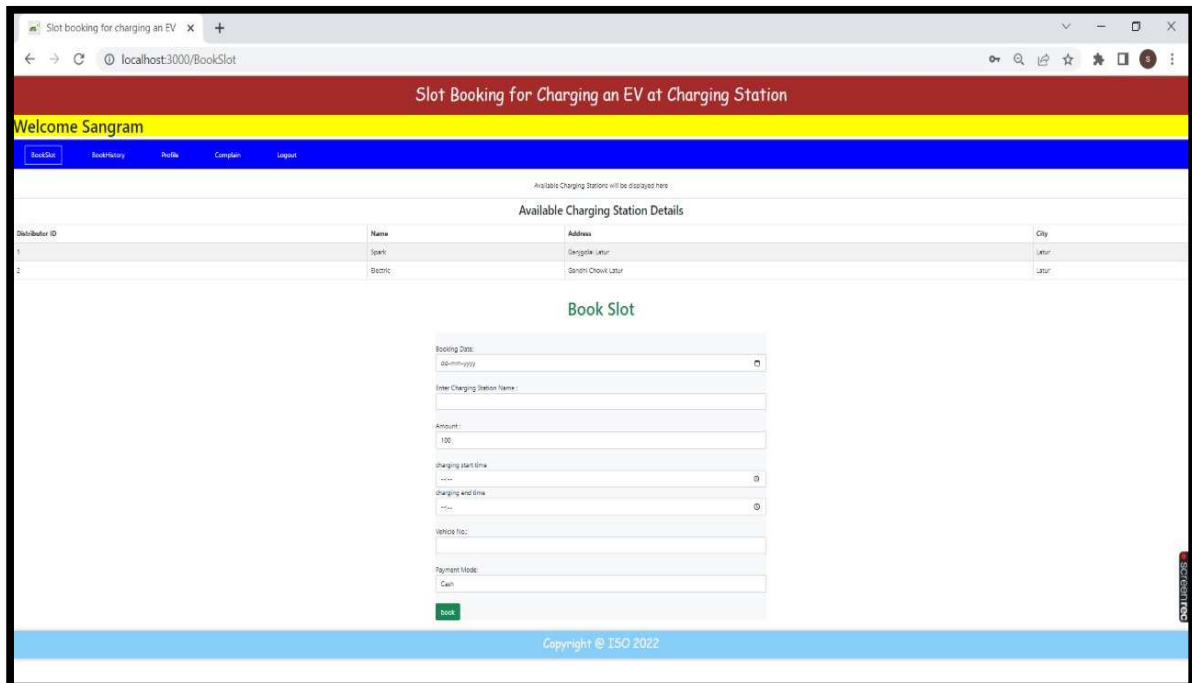 Slot booking for charging an EV
localhost:3000/BookSlot
S
Slot Booking for Charging an EV at Charging Station
Welcome Sangram
BookSlot BookHistory Profile Complain Logout
Available Charging Stations will be displayed here
Available Charging Station Details
Distributor ID Name Address City
1 Spark Latur Latur
2 Electric Gandhi Chowk Latur Latur
Book Slot
Booking Date:
dd-mm-yyyy
Enter Charging Station Name :
Amount :
100
charging start time
--:--
charging end time
--:--
Vehicle No.:
Payment Mode:
Cash
book
screenrec
Copyright @ ISO 2022